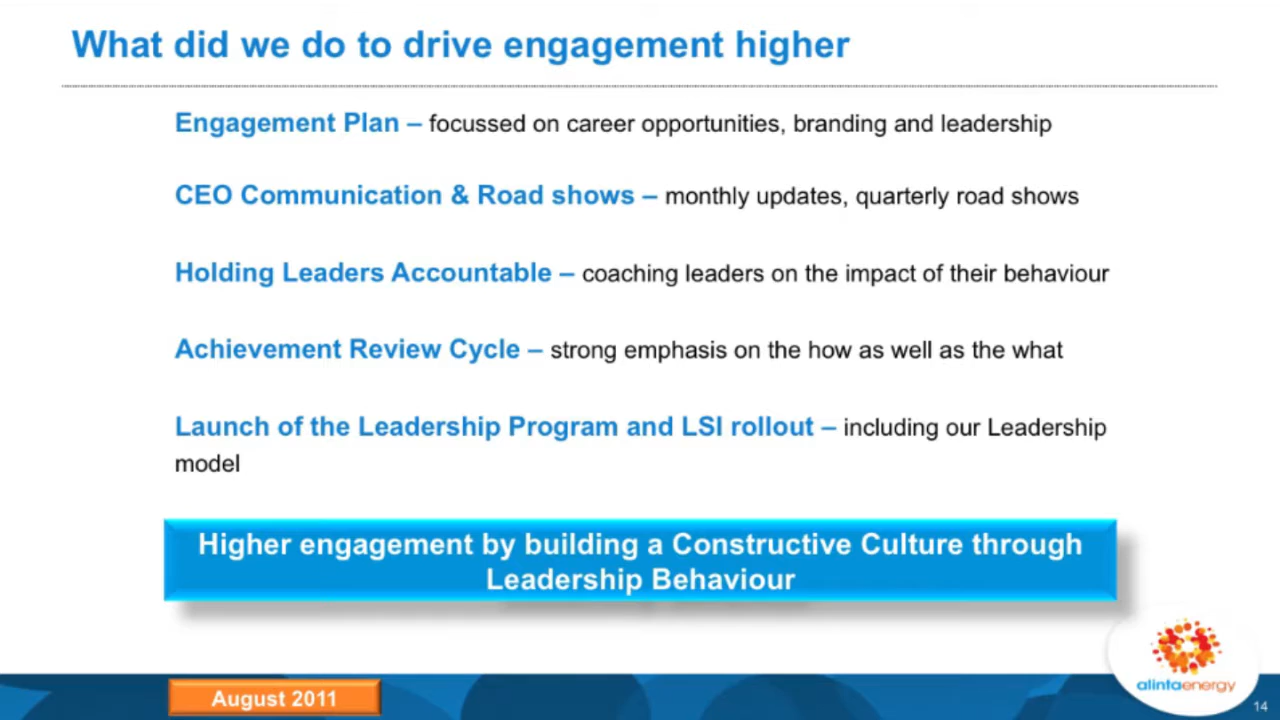 What did we do to drive engagement higher
Engagement Plan – focussed on career opportunities, branding and leadership
CEO Communication & Road shows – monthly updates, quarterly road shows
Holding Leaders Accountable – coaching leaders on the impact of their behaviour
Achievement Review Cycle – strong emphasis on the how as well as the what
Launch of the Leadership Program and LSI rollout – including our Leadership
model
Higher engagement by building a Constructive Culture through
Leadership Behaviour
alintaenergy
August 2011
14